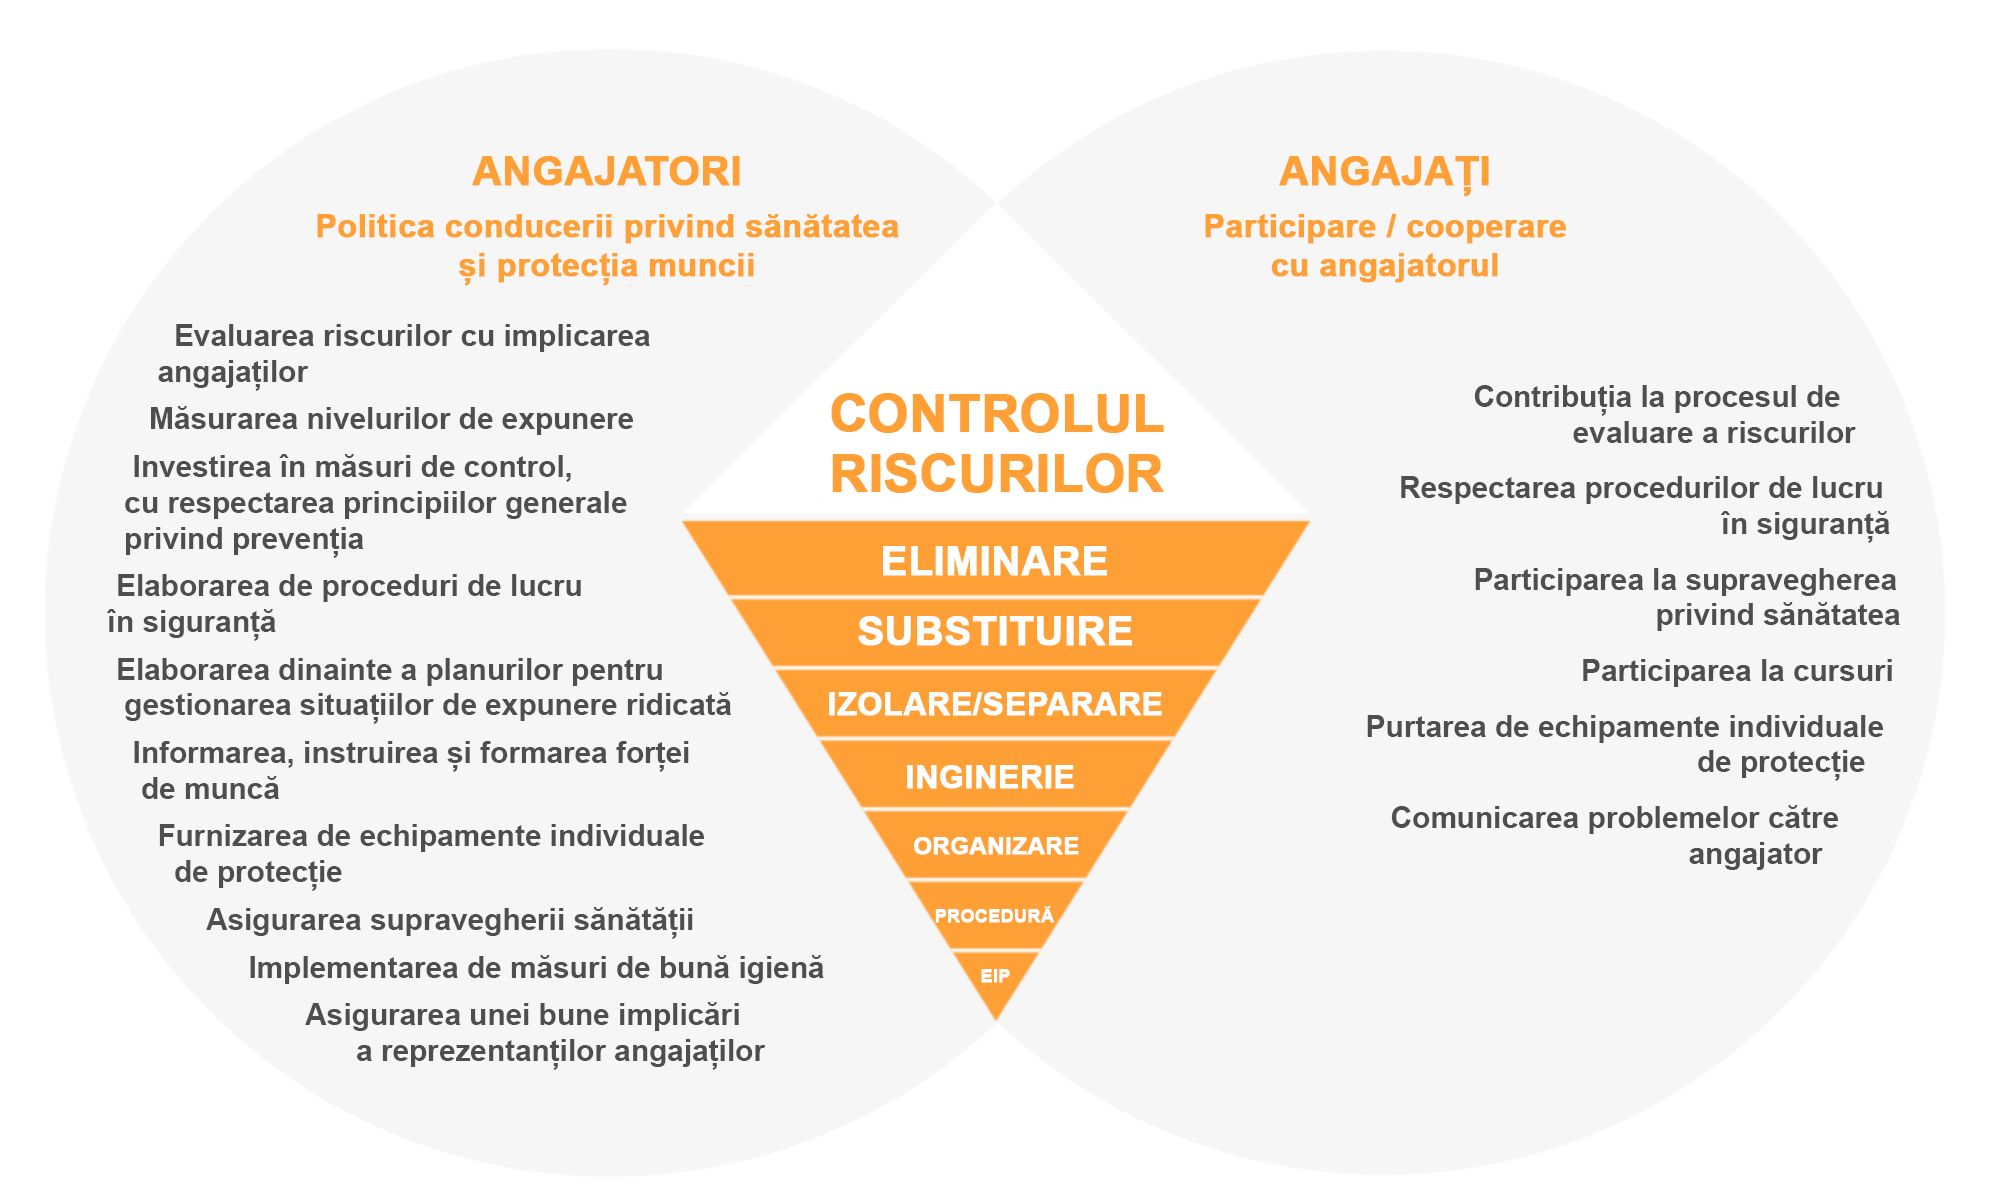 ANGAJATORI
Politica conducerii privind sănătatea
și protecția muncii
Evaluarea riscurilor cu implicarea
angajaților
Măsurarea nivelurilor de expunere
Investirea în măsuri de control,
cu respectarea principiilor generale
privind prevenția
Elaborarea de proceduri de lucru
în siguranță
Elaborarea dinainte a planurilor pentru
gestionarea situațiilor de expunere ridicată
Informarea, instruirea și formarea forței
de muncă
Furnizarea de echipamente individuale
de protecție
Asigurarea supravegherii sănătății
Implementarea de măsuri de bună igienă
Asigurarea unei bune implicări
a reprezentanților angajaților
CONTROLUL
RISCURILOR
ELIMINARE
SUBSTITUIRE
IZOLARE/SEPARARE
INGINERIE
ORGANIZARE
PROCEDURĂ
EIP
ANGAJAȚI
Participare / cooperare
cu angajatorul
Contribuția la procesul de
evaluare a riscurilor
Respectarea procedurilor de lucru
în siguranță
Participarea la supravegherea
privind sănătatea
Participarea la cursuri
Purtarea de echipamente individuale
de protecție
Comunicarea problemelor către
angajator